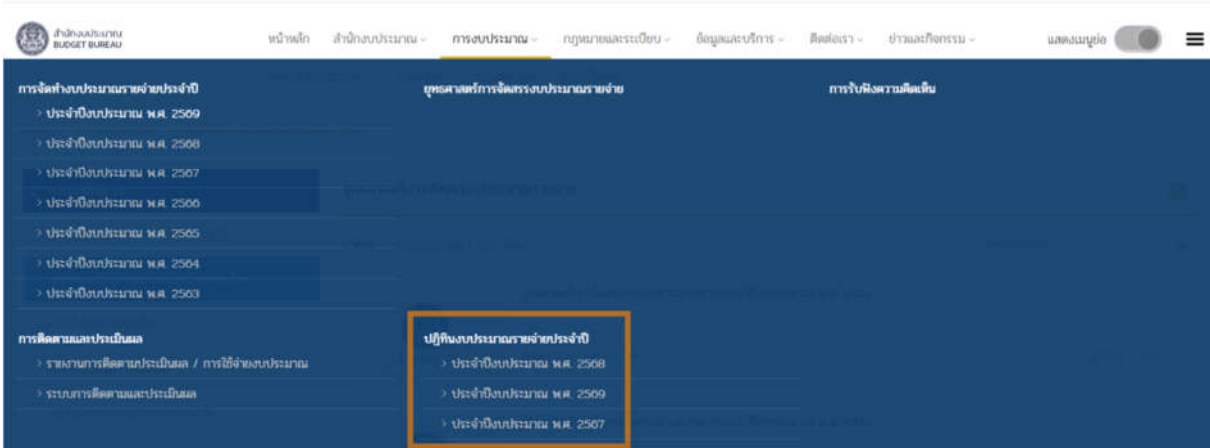 สำนักงบประมาณ
BUDGET BUREAU
หน้าหลัก สำนักงบประมาณ การงบประมาณ กฎหมายและระเบียบ ข้อมูลและบริการ ติดต่อเรา ข่าวและกิจกรรม แสดงเมนูย่อ
การจัดทำงบประมาณรายจ่ายประจำปี ยุทธศาสตร์การจัดสรรงบประมาณรายจ่าย การรับฟังความคิดเห็น
> ประจำปีงบประมาณ พ.ศ. 2569
> ประจำปีงบประมาณ พ.ศ. 2568
> ประจำปีงบประมาณ พ.ศ. 2567
> ประจำปีงบประมาณ พ.ศ. 2566
> ประจำปีงบประมาณ พ.ศ. 2565
> ประจำปีงบประมาณ พ.ศ. 2564
> ประจำปีงบประมาณ พ.ศ. 2563
การติดตามและประเมินผล
> รายงานการติดตามประเมินผล / การใช้จ่ายงบประมาณ
> ระบบการติดตามและประเมินผล
ปฏิทินงบประมาณรายจ่ายประจำปี
> ประจำปีงบประมาณ พ.ศ. 2568
> ประจำปีงบประมาณ พ.ศ. 2569
> ประจำปีงบประมาณ พ.ศ. 2567